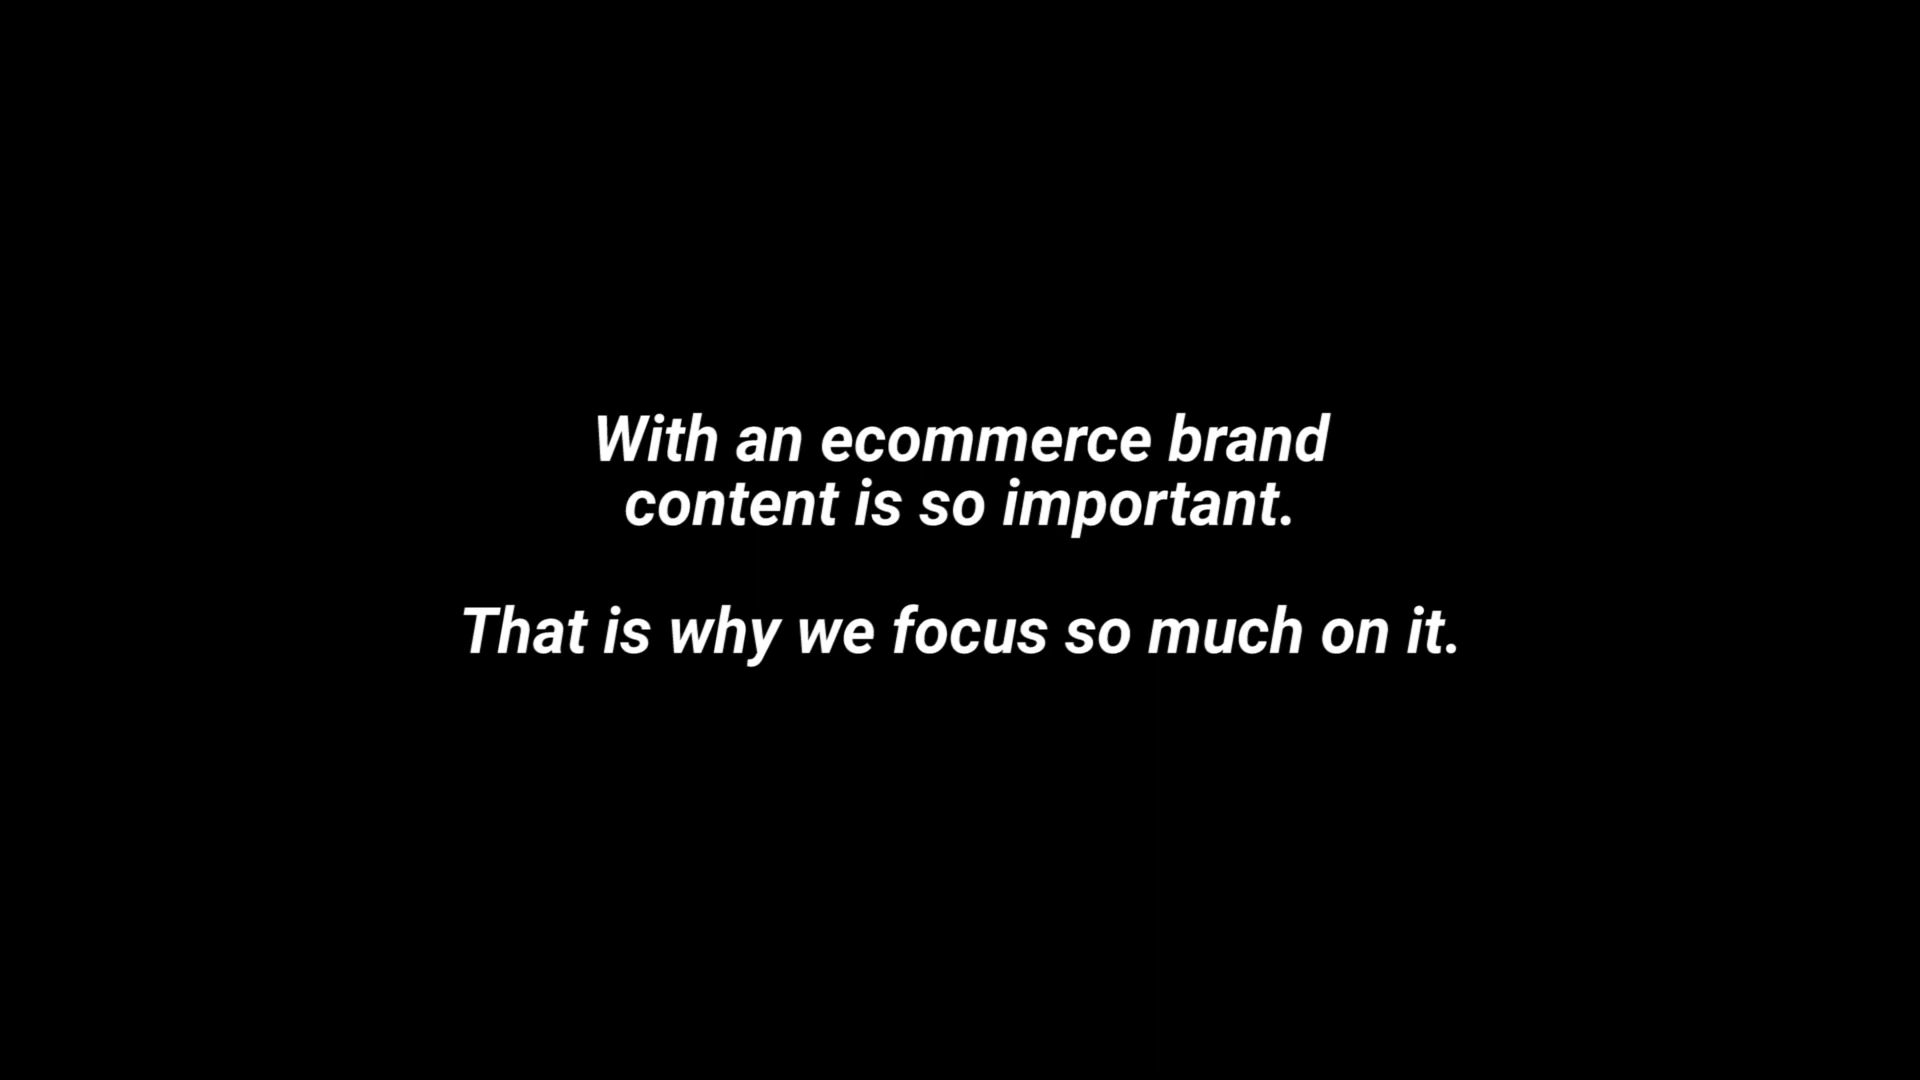 With an ecommerce brand
content is so important.
That is why we focus so much on it.